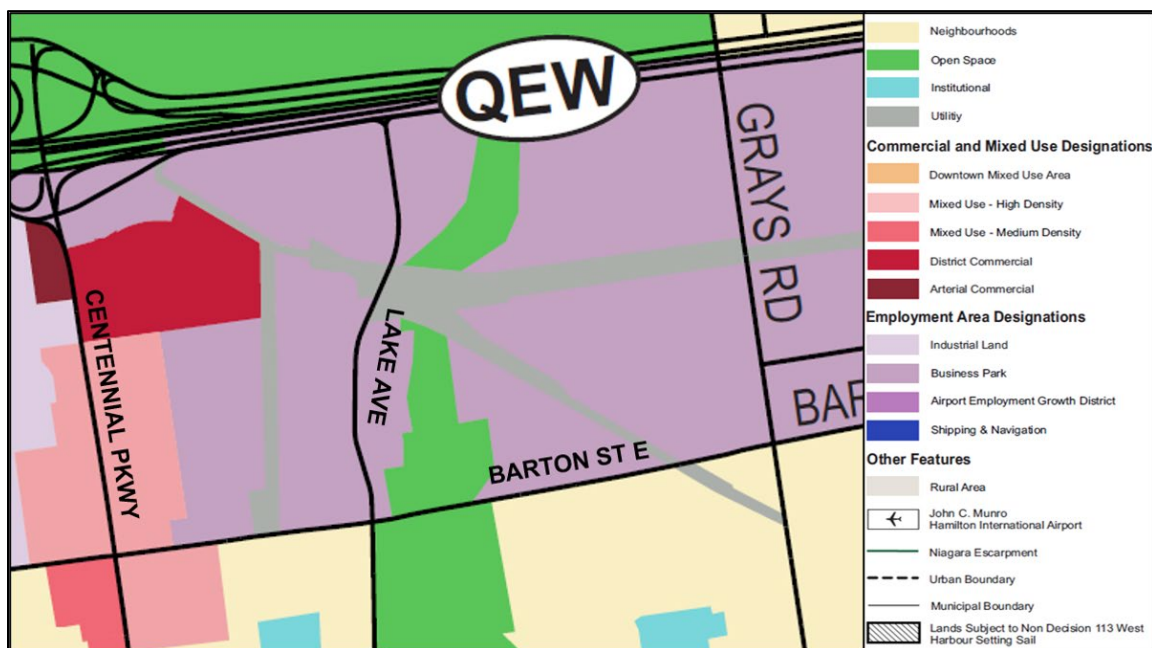 QEW
GRAYS RD
CENTENNIAL PKWY
LAKE AVE
BARTON ST E
BAR
Neighbourhoods
Open Space
Institutional
Utilitiy
Commercial and Mixed Use Designations
Downtown Mixed Use Area
Mixed Use - High Density
Mixed Use - Medium Density
District Commercial
Arterial Commercial
Employment Area Designations
Industrial Land
Business Park
Airport Employment Growth District
Shipping & Navigation
Other Features
Rural Area
John C. Munro
Hamilton International Airport
Niagara Escarpment
Urban Boundary
Municipal Boundary
Lands Subject to Non Decision 113 West
Harbour Setting Sail